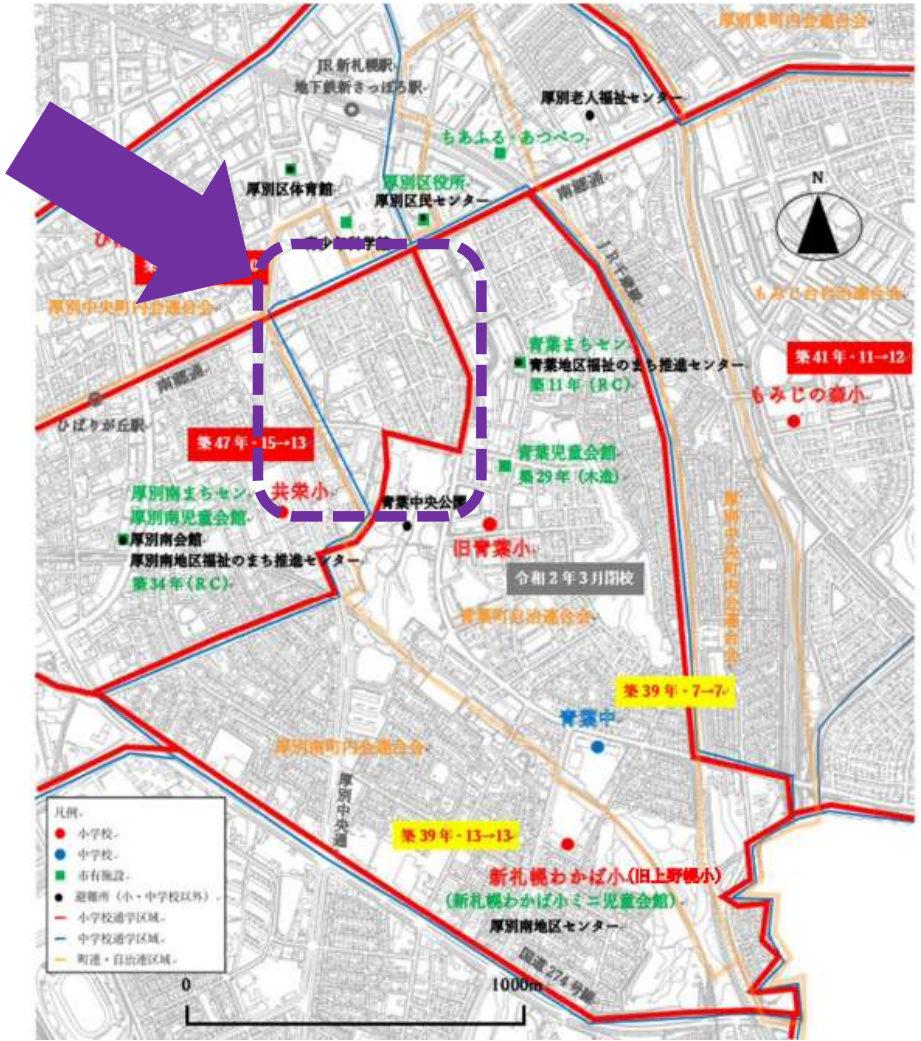 厚別東町内会連合会
JR新札幌駅
地下鉄新さっぽろ駅
厚別老人福祉センター
ちあふる・あつべつ
厚別区体育館
厚別区役所
厚別区民センター
青少年科学館
南郷通
N
ひ
築
厚別中央町内会連合会
JR千歳線
もみじ台自治連合会
南郷通
ひばりが丘駅
青葉まちセン
青葉地区福祉のまち推進センター
築11年(RC)
築41年・11→12
もみじの森小
築47年・15→13
青葉児童会館
築29年(木造)
厚別南まちセン
厚別南児童会館
共栄小
青葉中央公園
厚別南会館
厚別南地区福祉のまち推進センター
築34年(RC)
旧青葉小
令和2年3月閉校
厚別中央町内会連合会
青葉町自治連合会
築39年・7→7
青葉中
厚別南町内会連合会
厚別中央通
凡例
小学校
中学校
市有施設
避難所(小・中学校以外)
小学校通学区域
中学校通学区域
町連・自治連区域
築39年・13→13
新札幌わかば小(旧上野幌小)
(新札幌わかば小ミニ児童会館)
厚別南地区センター
国道274号線
0
1000m